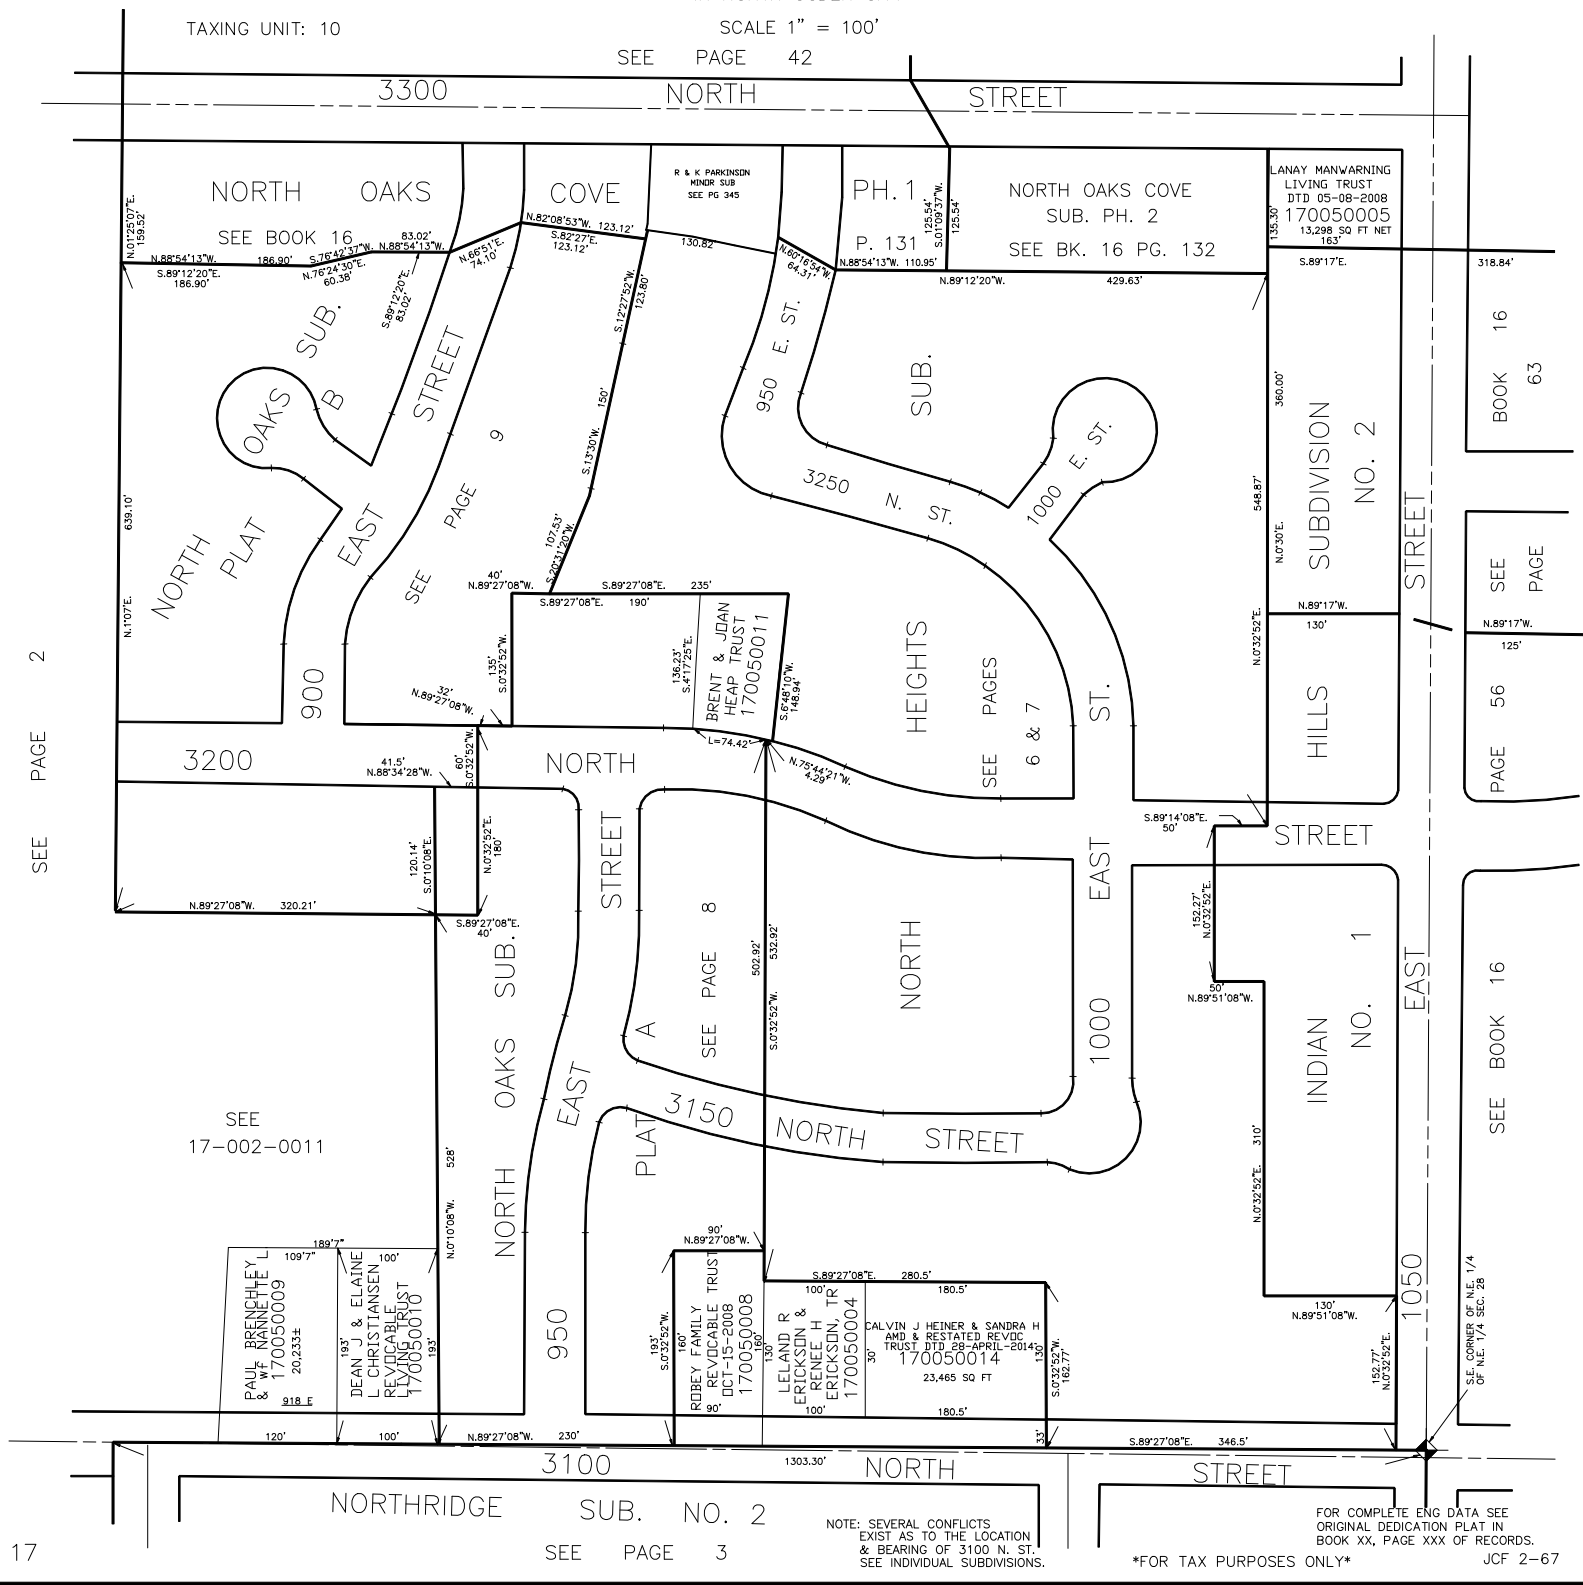 TAXING UNIT: 10
SCALE 1" = 100'
SEE PAGE 42
3300 NORTH STREET
NORTH OAKS COVE PH. 1
SEE BOOK 16 P. 131
R & K PARKINSON
MINOR SUB
SEE PG 345
NORTH OAKS COVE
SUB. PH. 2
SEE BK. 16 PG. 132
LANAY MANWARNING
LIVING TRUST
DTD 05-08-2008
170050005
13,298 SQ FT NET
163'
135.30'
N.01°25'07"E.
159.52'
N.88°54'13"W. 186.90'
S.89°12'20"E.
186.90'
S.76°42'37"W.
N.76°24'30"E.
60.38'
83.02'
N.88°54'13"W.
S.89°12'20"E.
83.02'
N.66°51'E.
74.10'
N.82°08'53"W. 123.12'
S.82°27'E.
123.12'
130.82'
N.60°16'54"W.
64.31'
N.88°54'13"W. 110.95'
125.54'
S.01°09'37"W.
125.54'
N.89°12'20"W. 429.63'
S.89°17'E.
318.84'
S.12°27'52"W.
123.80'
S.13°30'W. 150'
107.53'
S.20°31'20"W.
NORTH OAKS SUB.
PLAT B
SEE PAGE 9
900 EAST STREET
950 E. ST.
3250 N. ST.
1000 E. ST.
SUB.
360.00'
548.87'
N.0°30'E.
SUBDIVISION
NO. 2
BOOK 16
63
STREET
639.10'
N.1°07'E.
SEE PAGE 2
40'
N.89°27'08"W.
S.89°27'08"E. 235'
S.89°27'08"E. 190'
135'
S.0°32'52"W.
136.23'
S.4°17'25"E.
BRENT & JOAN
HEAP TRUST
170050011
S.6°48'10"W.
148.94'
L=74.42'
N.75°44'21"W.
4.29'
HEIGHTS
SEE PAGES
6 & 7
ST.
N.0°32'52"E.
N.89°17'W.
130'
HILLS
SEE PAGE
N.89°17'W.
125'
PAGE 56
32'
N.89°27'08"W.
3200 NORTH
60'
S.0°32'52"W.
41.5'
N.88°34'28"W.
120.14'
S.0°10'08"E.
N.0°32'52"E.
180'
N.89°27'08"W. 320.21'
S.89°27'08"E.
40'
S.89°14'08"E.
50'
STREET
152.27'
N.0°32'52"E.
50'
N.89°51'08"W.
STREET
SEE PAGE 8
502.92'
532.92'
S.0°32'52"W.
NORTH
1000 EAST
INDIAN
NO. 1
EAST
SEE BOOK 16
NORTH OAKS SUB.
PLAT A
950 EAST
3150 NORTH STREET
SEE
17-002-0011
528'
N.0°10'08"W.
310'
N.0°32'52"E.
1050
S.E. CORNER OF N.E. 1/4
OF N.E. 1/4 SEC. 28
189'7"
109'7"
PAUL BRENCHLEY
& wf NANNETTE L
170050009
20,233±
918 E
120'
100'
193'
DEAN J & ELAINE
L CHRISTIANSEN
REVOCABLE
LIVING TRUST
170050010
193'
100'
90'
N.89°27'08"W.
193'
S.0°32'52"W.
160'
ROBEY FAMILY
REVOCABLE TRUST
OCT-15-2008
170050008
160'
90'
S.89°27'08"E. 280.5'
100'
130'
LELAND R
ERICKSON &
RENEE H
ERICKSON, TR
170050004
100'
180.5'
CALVIN J HEINER & SANDRA H
AMD & RESTATED REVOC
TRUST DTD 28-APRIL-2014
170050014
23,465 SQ FT
30'
130'
180.5'
S.0°32'52"W.
162.77'
33'
130'
N.89°51'08"W.
152.77'
N.0°32'52"E.
N.89°27'08"W. 230'
S.89°27'08"E. 346.5'
1303.30'
3100 NORTH STREET
NORTHRIDGE SUB. NO. 2
SEE PAGE 3
NOTE: SEVERAL CONFLICTS
EXIST AS TO THE LOCATION
& BEARING OF 3100 N. ST.
SEE INDIVIDUAL SUBDIVISIONS.
FOR COMPLETE ENG DATA SEE
ORIGINAL DEDICATION PLAT IN
BOOK XX, PAGE XXX OF RECORDS.
17
*FOR TAX PURPOSES ONLY*
JCF 2-67